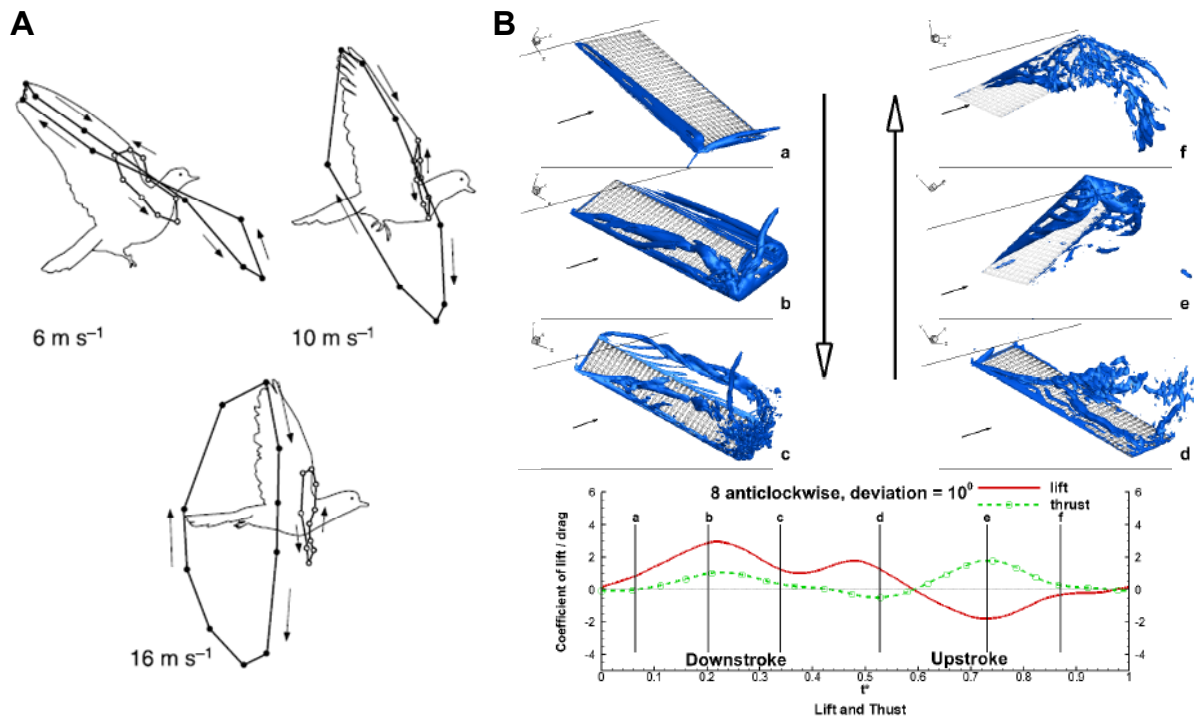 A
6 m s⁻¹
10 m s⁻¹
16 m s⁻¹
B
a
b
c
f
e
d
8 anticlockwise, deviation = 10⁰
lift
thrust
a b c d e f
Coefficient of lift / drag
6
4
2
0
-2
-4
6
4
2
0
-2
-4
Downstroke
Upstroke
0 0.1 0.2 0.3 0.4 0.5 0.6 0.7 0.8 0.9 1
t*
Lift and Thust